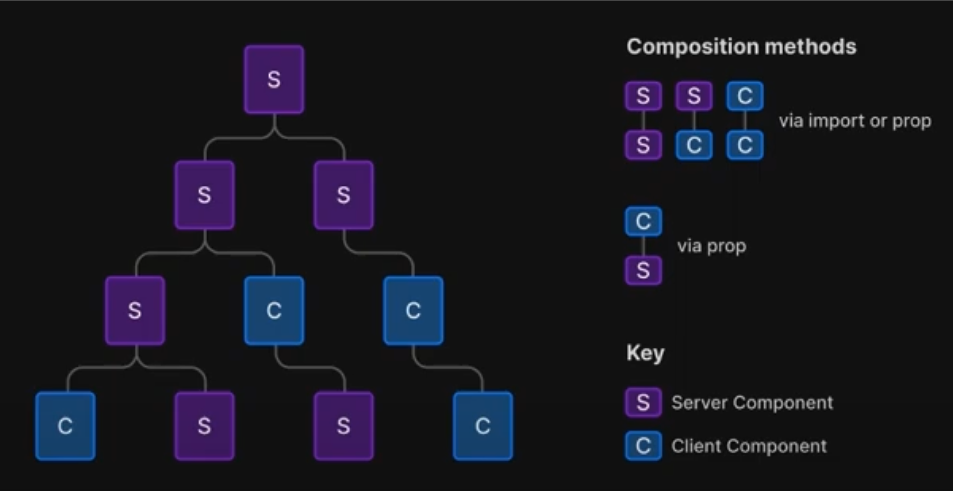 S
S S
S C C
C S S C
Composition methods
S S C
S C C
via import or prop
C
S
via prop
Key
S Server Component
C Client Component